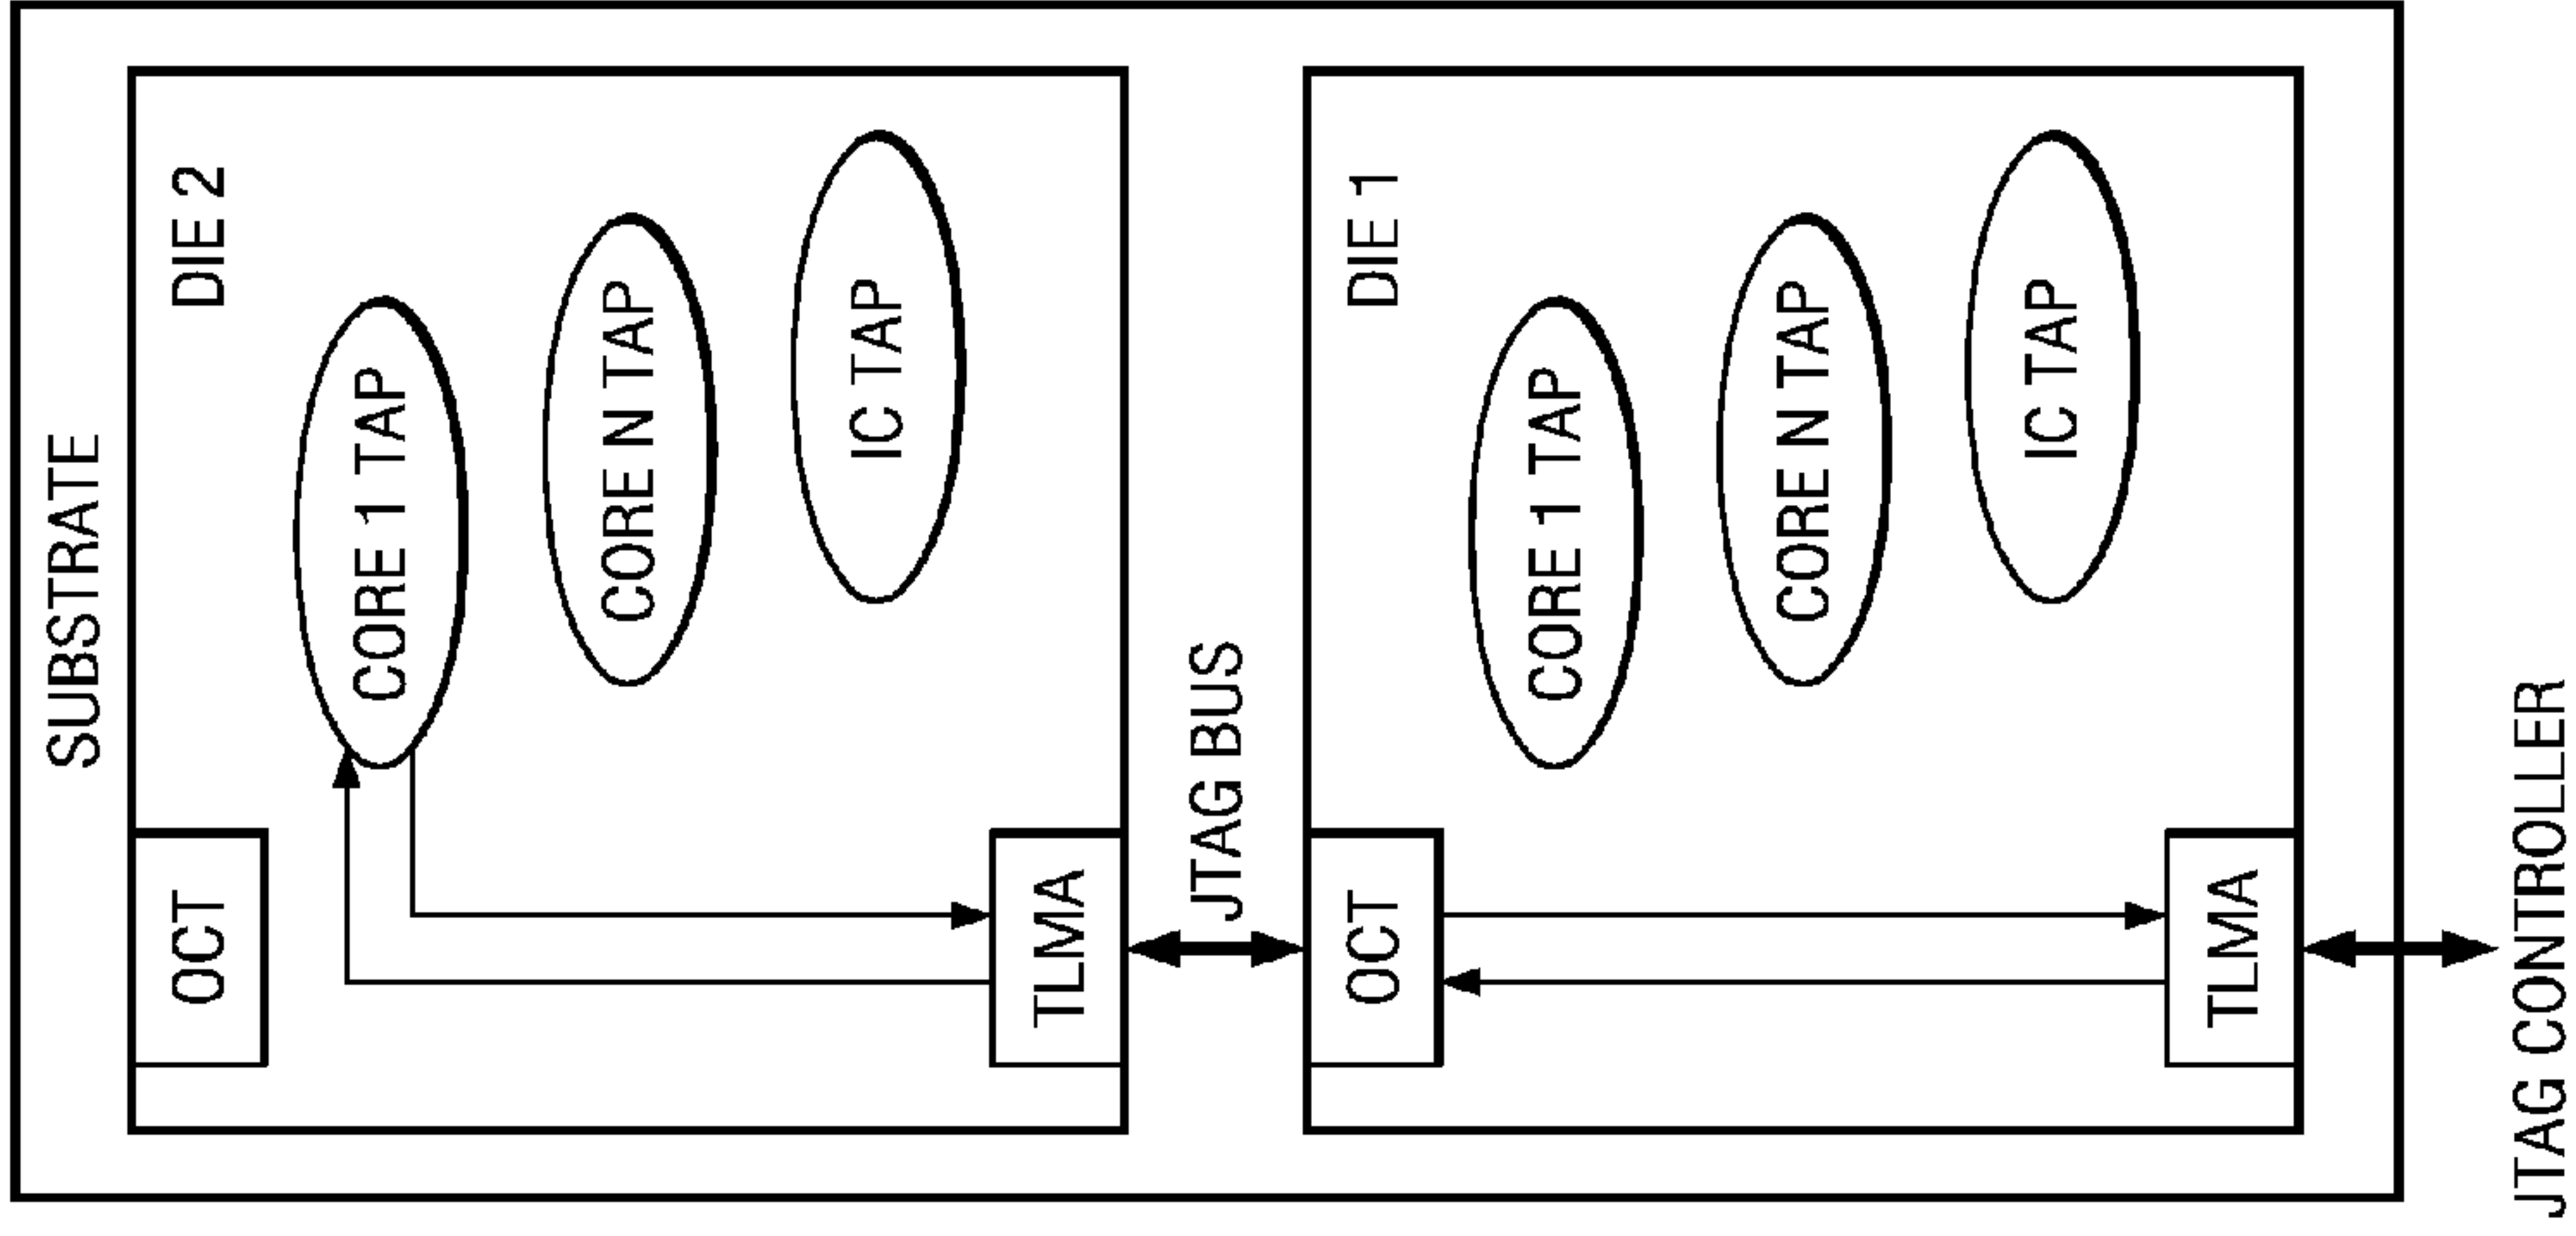 SUBSTRATE
DIE 2
OCT
CORE 1 TAP
CORE N TAP
IC TAP
TLMA
JTAG BUS
DIE 1
OCT
CORE 1 TAP
CORE N TAP
IC TAP
TLMA
JTAG CONTROLLER